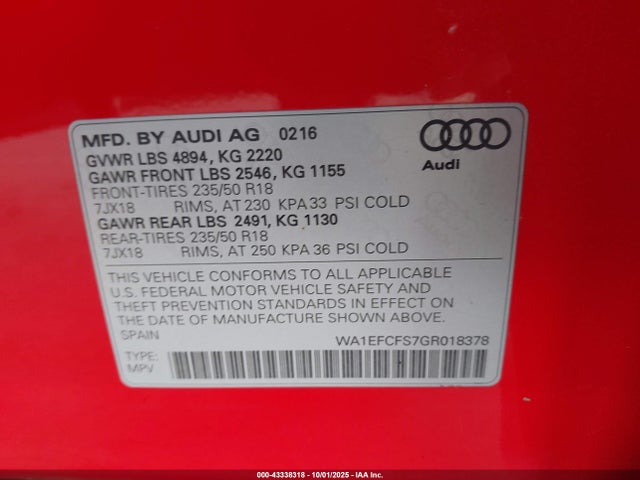 MFD. BY AUDI AG 0216
GVWR LBS 4894, KG 2220
GAWR FRONT LBS 2546, KG 1155
FRONT-TIRES 235/50 R18
7JX18 RIMS, AT 230 KPA 33 PSI COLD
GAWR REAR LBS 2491, KG 1130
REAR-TIRES 235/50 R18
7JX18 RIMS, AT 250 KPA 36 PSI COLD
Audi
THIS VEHICLE CONFORMS TO ALL APPLICABLE
U.S. FEDERAL MOTOR VEHICLE SAFETY AND
THEFT PREVENTION STANDARDS IN EFFECT ON
THE DATE OF MANUFACTURE SHOWN ABOVE.
SPAIN WA1EFCFS7GR018378
TYPE:
MPV
000-43338318 - 10/01/2025 - IAA Inc.